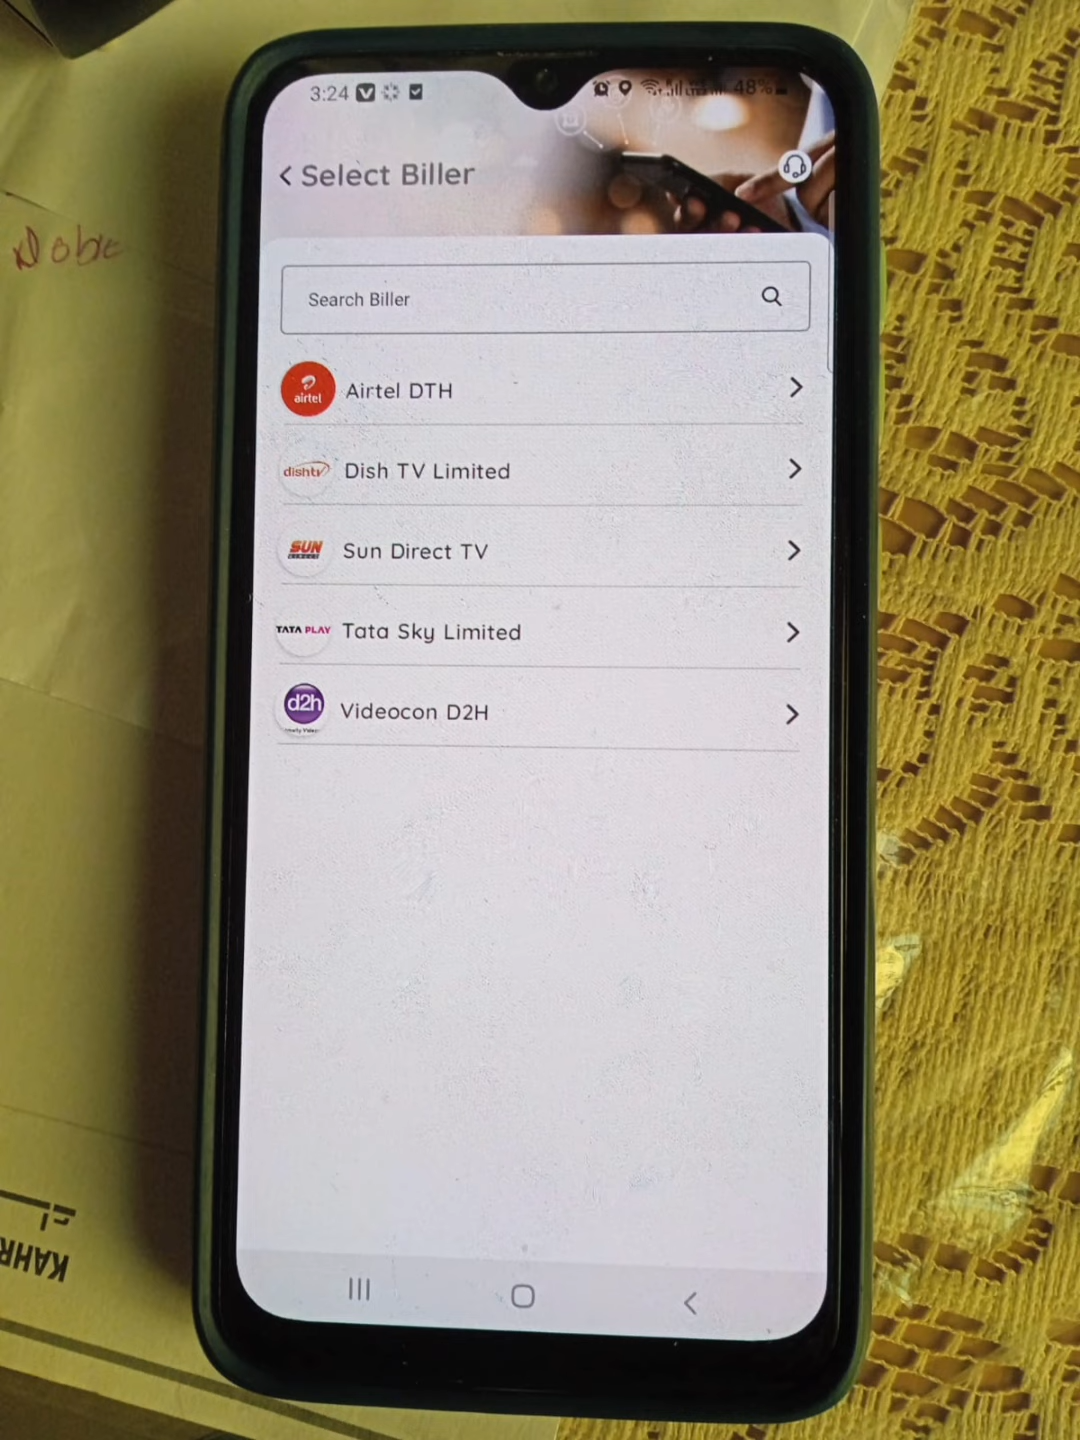 3:24
48%
Select Biller
Search Biller
airtel Airtel DTH
dishtv Dish TV Limited
SUN Sun Direct TV
TATA PLAY Tata Sky Limited
d2h Videocon D2H